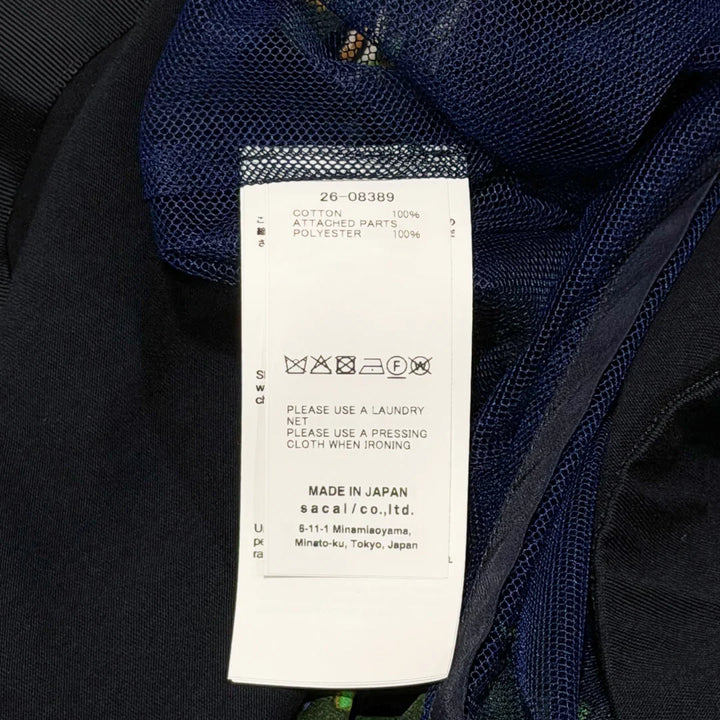 26-08389
COTTON 100%
ATTACHED PARTS
POLYESTER 100%
PLEASE USE A LAUNDRY
NET
PLEASE USE A PRESSING
CLOTH WHEN IRONING
MADE IN JAPAN
sacai/co.,ltd.
6-11-1 Minamiaoyama,
Minato-ku, Tokyo, Japan